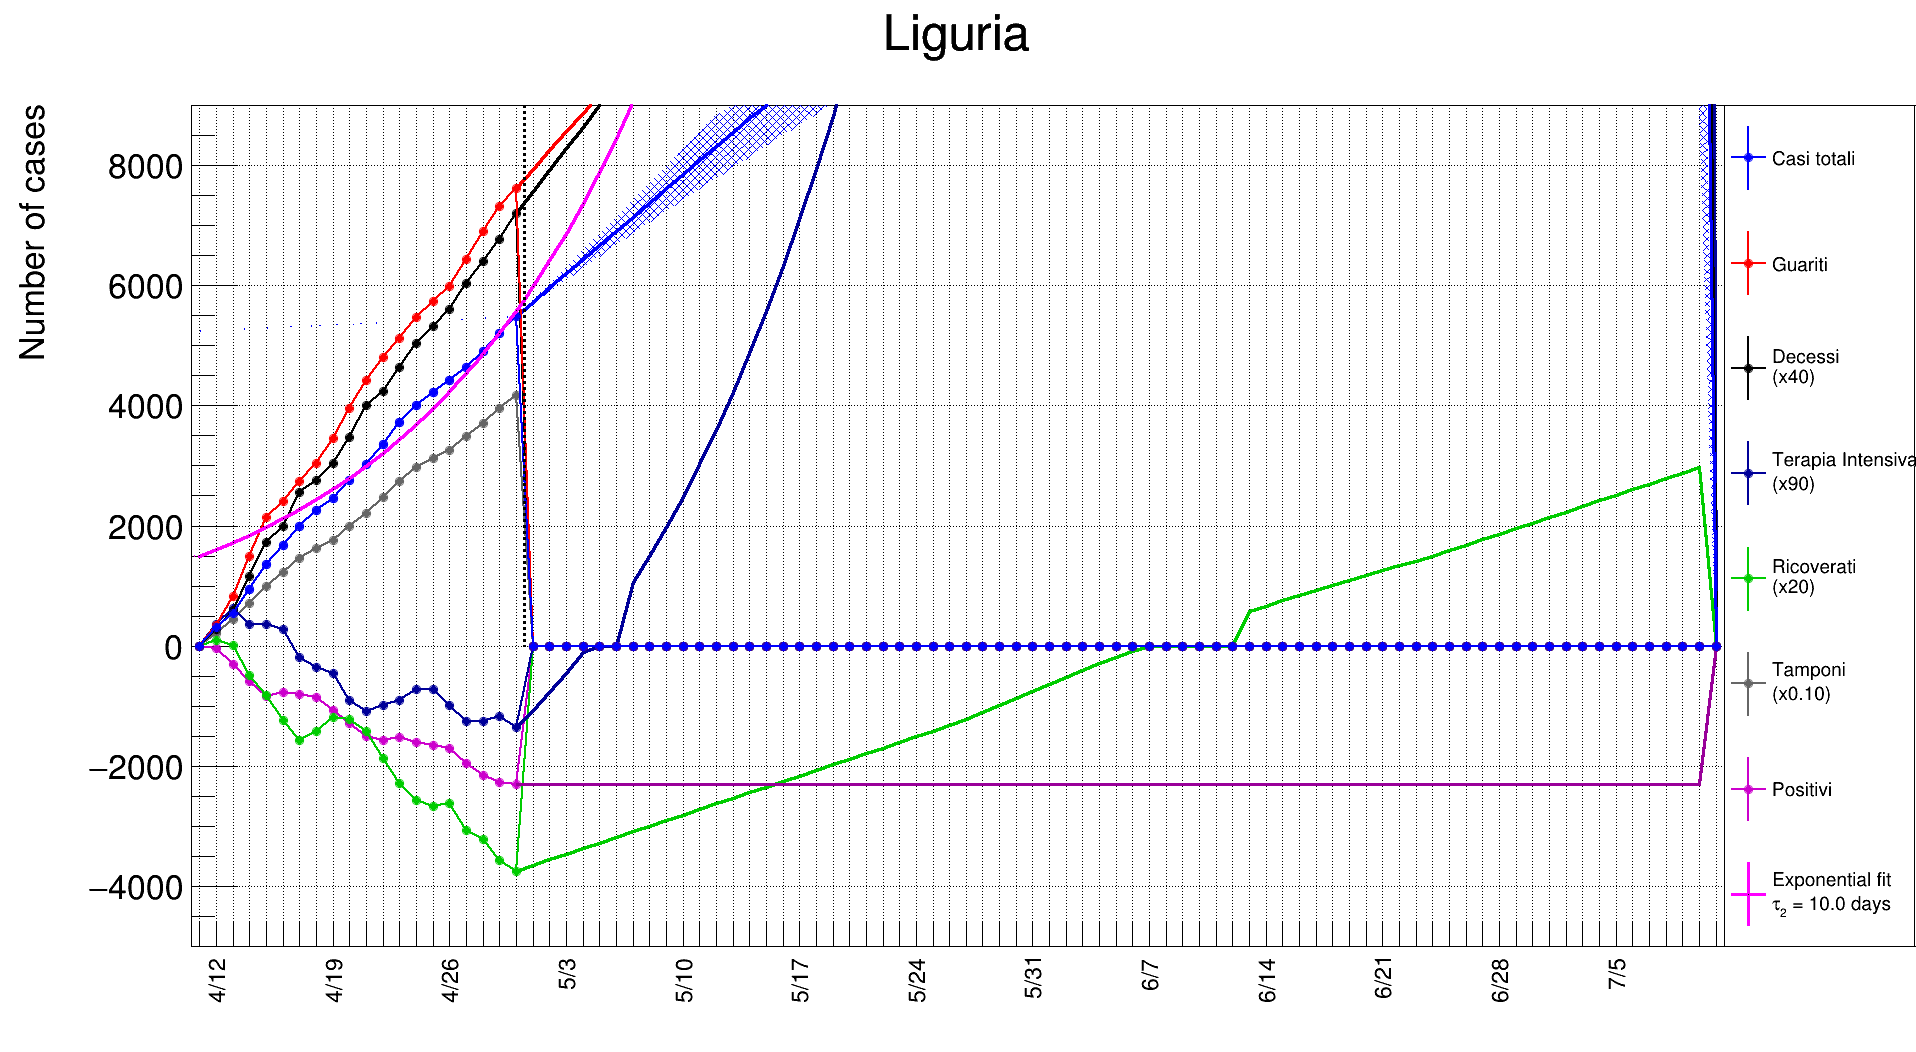 Liguria
Number of cases
8000
6000
4000
2000
0
−2000
−4000
4/12
4/19
4/26
5/3
5/10
5/17
5/24
5/31
6/7
6/14
6/21
6/28
7/5
Casi totali
Guariti
Decessi
(x40)
Terapia Intensiva
(x90)
Ricoverati
(x20)
Tamponi
(x0.10)
Positivi
Exponential fit
τ₂ = 10.0 days